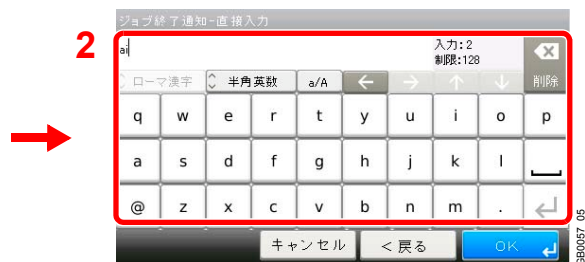 ジョブ終了通知-直接入力
2
ai
入力:2
制限:128
ローマ漢字 半角英数 a/A ← → ↑ ↓ 削除
q w e r t y u i o p
a s d f g h j k l
@ z x c v b n m .
キャンセル < 戻る OK